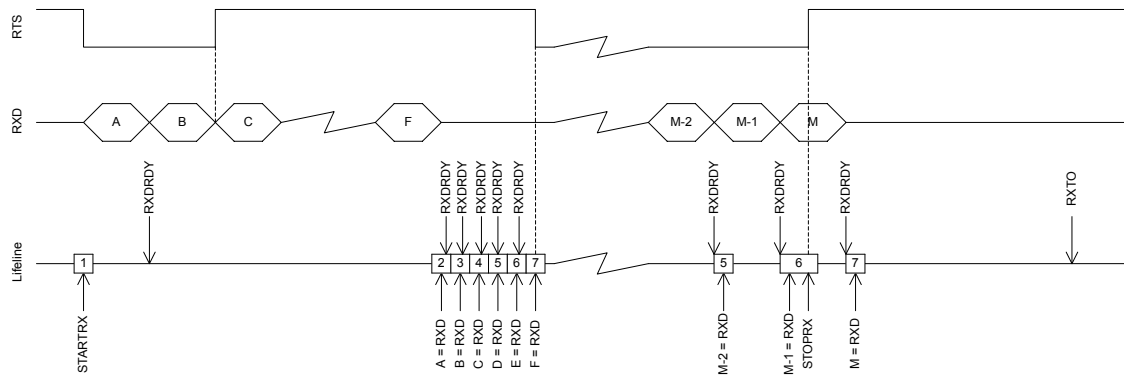 RTS
RXD
A
B
C
F
M-2
M-1
M
RXDRDY
RXDRDY
RXDRDY
RXDRDY
RXDRDY
RXDRDY
RXDRDY
RXDRDY
RXDRDY
RXTO
Lifeline
1
2
3
4
5
6
7
5
6
7
STARTRX
A = RXD
B = RXD
C = RXD
D = RXD
E = RXD
F = RXD
M-2 = RXD
M-1 = RXD
STOPRX
M = RXD